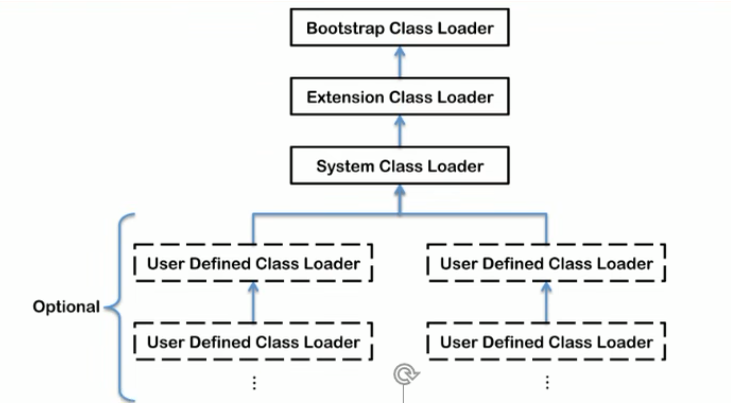 Bootstrap Class Loader
Extension Class Loader
System Class Loader
User Defined Class Loader
User Defined Class Loader
Optional
User Defined Class Loader
User Defined Class Loader